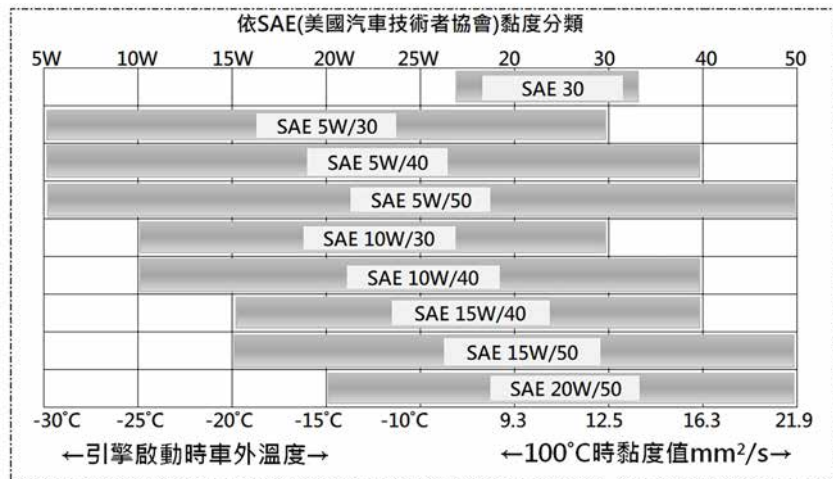 依SAE(美國汽車技術者協會)黏度分類
5W 10W 15W 20W 25W 20 30 40 50
SAE 30
SAE 5W/30
SAE 5W/40
SAE 5W/50
SAE 10W/30
SAE 10W/40
SAE 15W/40
SAE 15W/50
SAE 20W/50
-30°C -25°C -20°C -15°C -10°C 9.3 12.5 16.3 21.9
←引擎啟動時車外溫度→ ←100°C時黏度值mm²/s→